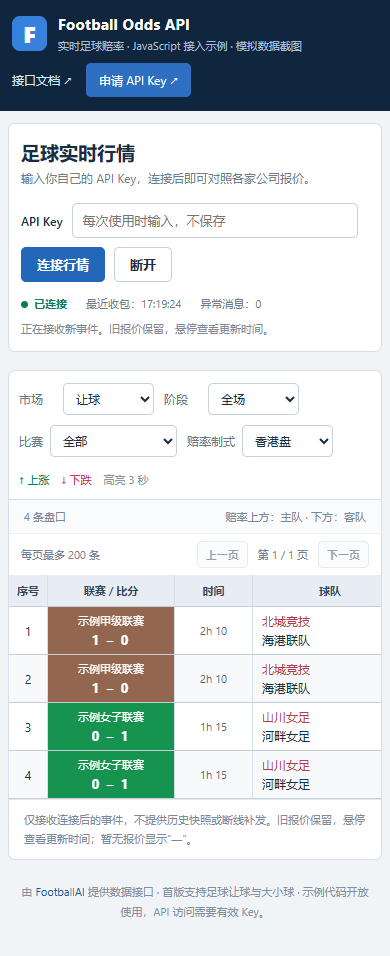 F
Football Odds API
实时足球赔率 · JavaScript 接入示例 · 模拟数据截图
接口文档 ↗ 申请 API Key ↗
足球实时行情
输入你自己的 API Key，连接后即可对照各家公司报价。
API Key 每次使用时输入，不保存
连接行情 断开
已连接 最近收包：17:19:24 异常消息：0
正在接收新事件。旧报价保留，悬停查看更新时间。
市场 让球 阶段 全场
比赛 全部 赔率制式 香港盘
↑ 上涨 ↓ 下跌 高亮 3 秒
4 条盘口 赔率上方：主队 · 下方：客队
每页最多 200 条 上一页 第 1 / 1 页 下一页
序号 联赛 / 比分 时间 球队
1 示例甲级联赛 1 – 0 2h 10 北城竞技
海港联队
2 示例甲级联赛 1 – 0 2h 10 北城竞技
海港联队
3 示例女子联赛 0 – 1 1h 15 山川女足
河畔女足
4 示例女子联赛 0 – 1 1h 15 山川女足
河畔女足
仅接收连接后的事件，不提供历史快照或断线补发。旧报价保留，悬停
查看更新时间；暂无报价显示“—”。
由 FootballAI 提供数据接口 · 首版支持足球让球与大小球 · 示例代码开放
使用，API 访问需要有效 Key。